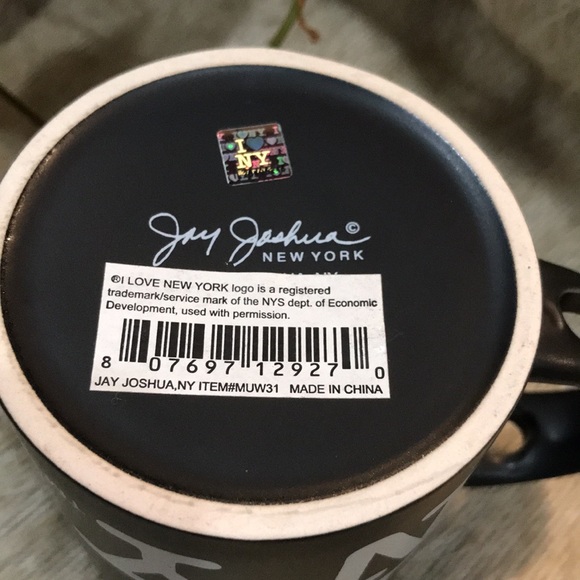 I ♥ NY
Jay Joshua©
NEW YORK
®I LOVE NEW YORK logo is a registered
trademark/service mark of the NYS dept. of Economic
Development, used with permission.
8 07697 12927 0
JAY JOSHUA,NY ITEM#MUW31 MADE IN CHINA